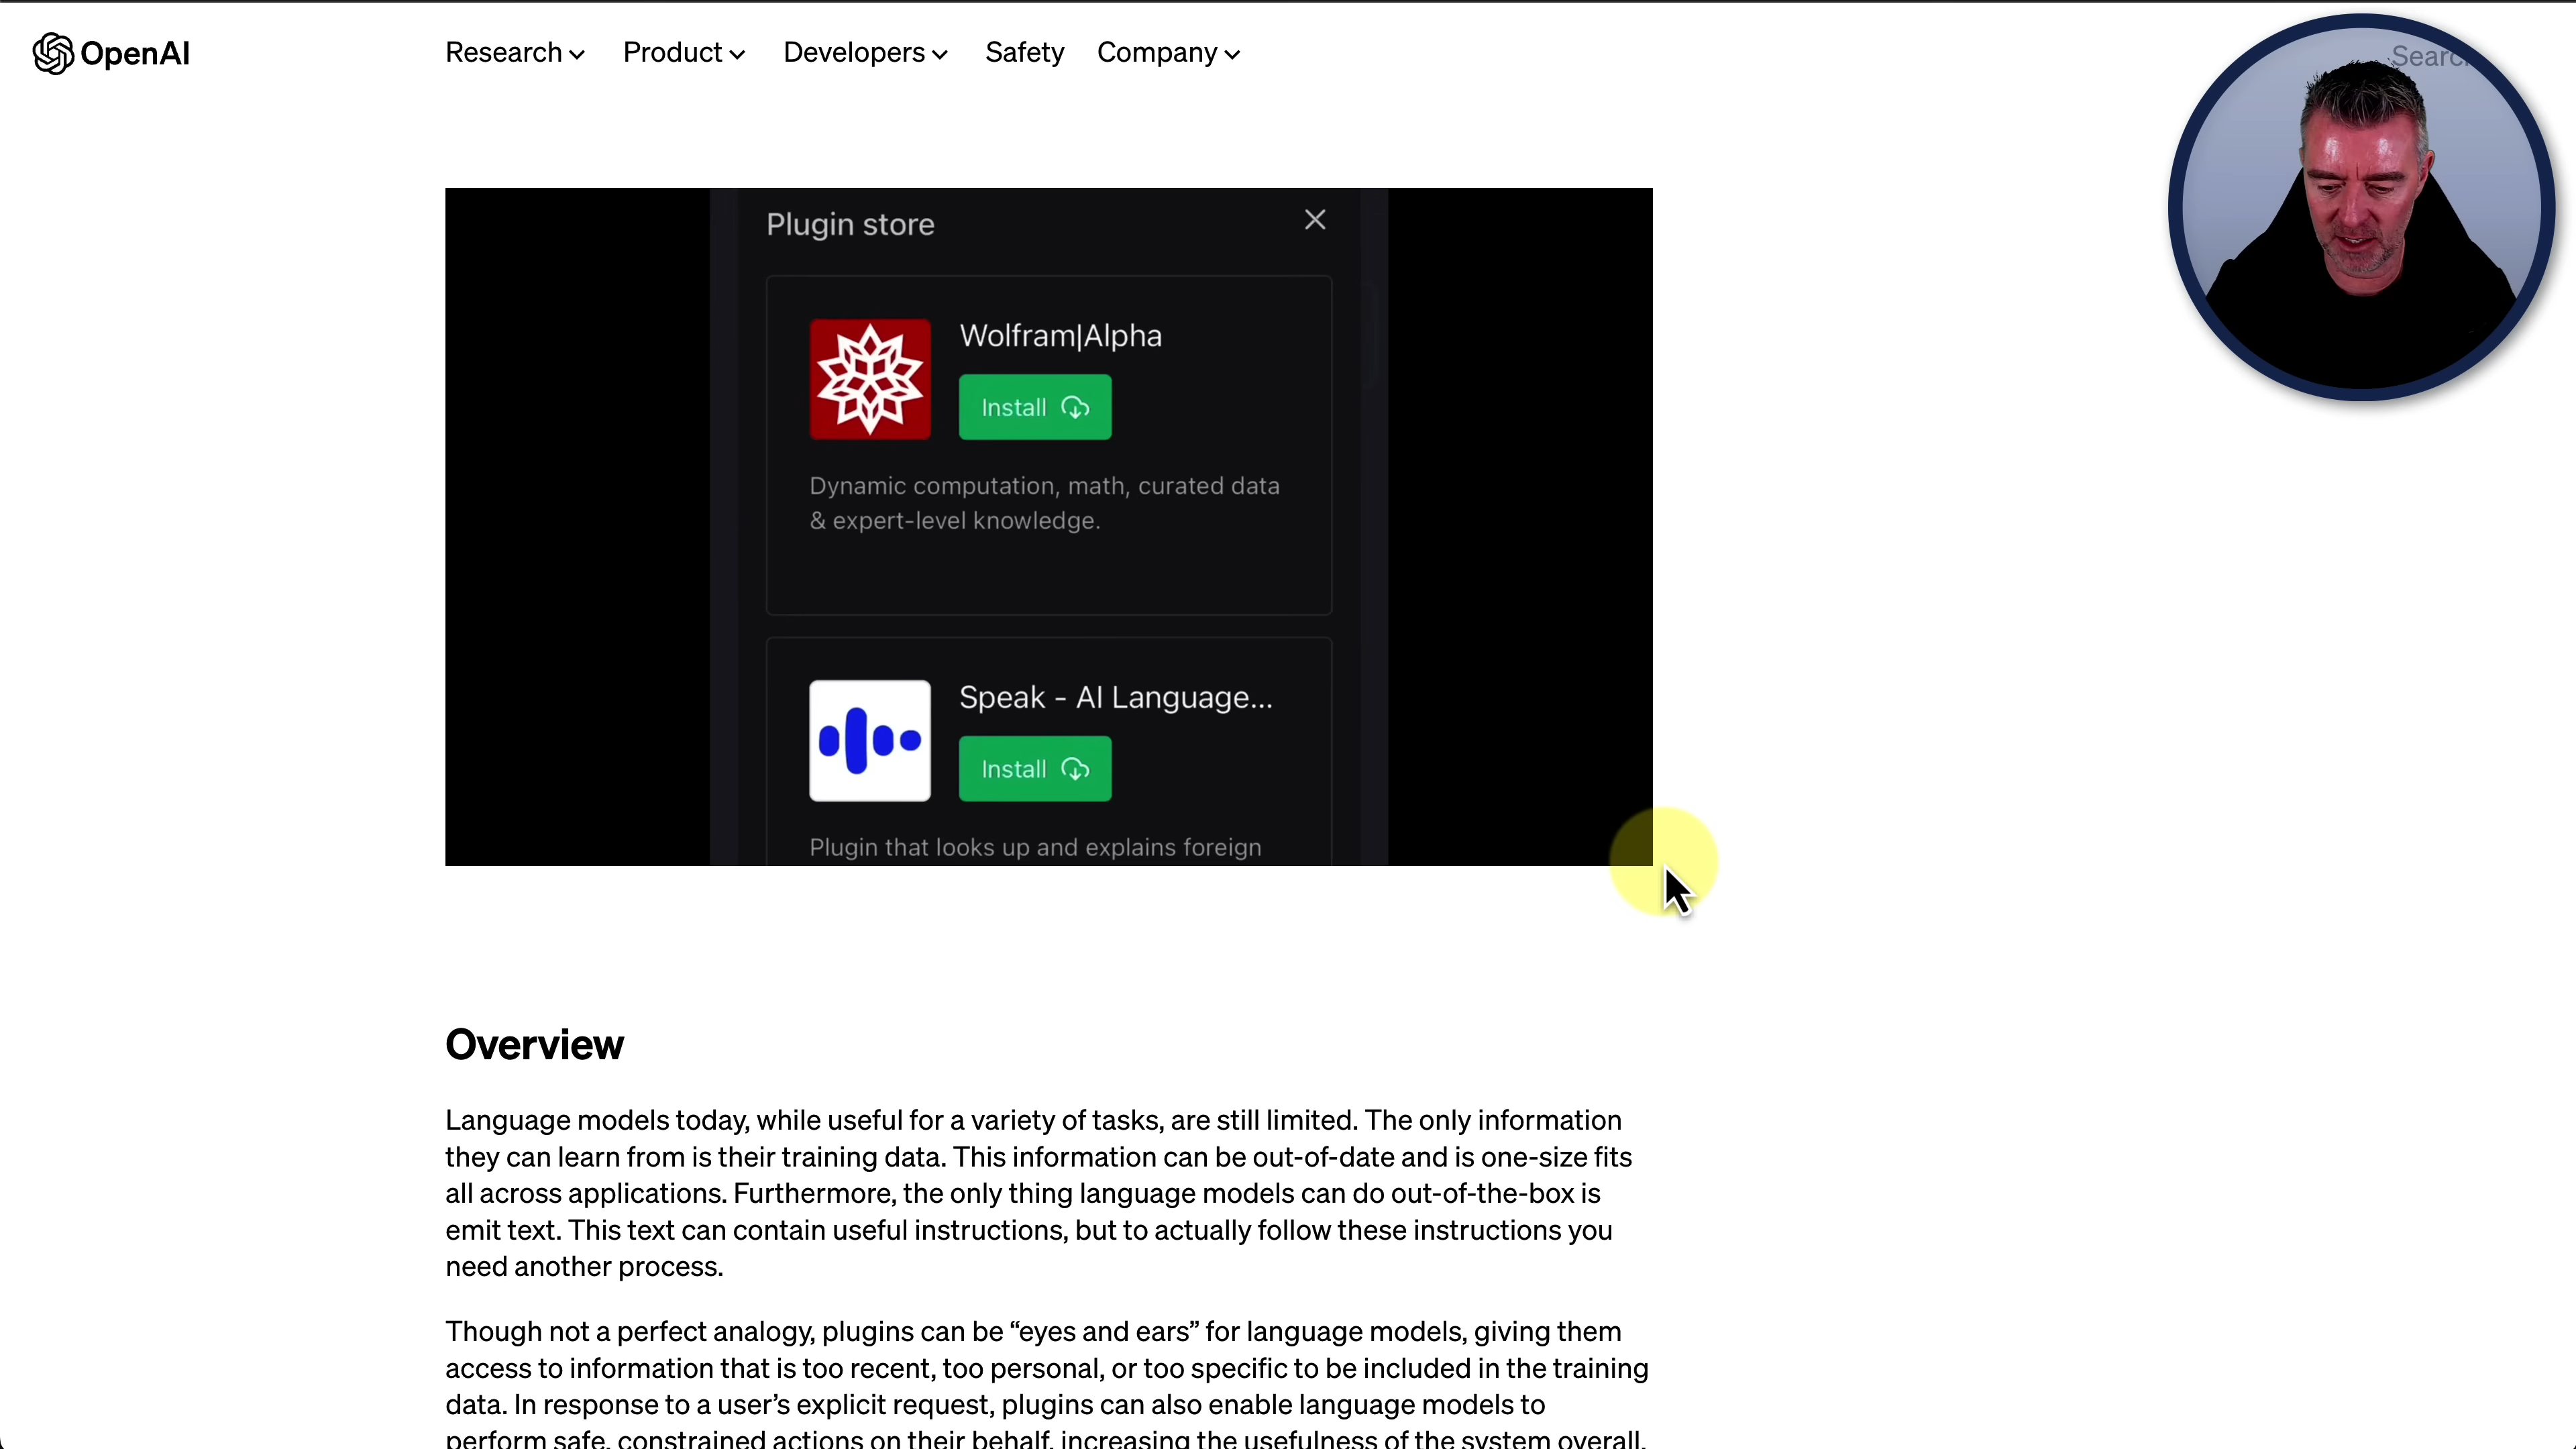 OpenAI
Research
Product
Developers
Safety
Company
Search
Plugin store
Wolfram|Alpha
Install
Dynamic computation, math, curated data
& expert-level knowledge.
Speak - AI Language...
Install
Plugin that looks up and explains foreign
Overview
Language models today, while useful for a variety of tasks, are still limited. The only information
they can learn from is their training data. This information can be out-of-date and is one-size fits
all across applications. Furthermore, the only thing language models can do out-of-the-box is
emit text. This text can contain useful instructions, but to actually follow these instructions you
need another process.
Though not a perfect analogy, plugins can be “eyes and ears” for language models, giving them
access to information that is too recent, too personal, or too specific to be included in the training
data. In response to a user’s explicit request, plugins can also enable language models to
perform safe, constrained actions on their behalf, increasing the usefulness of the system overall.